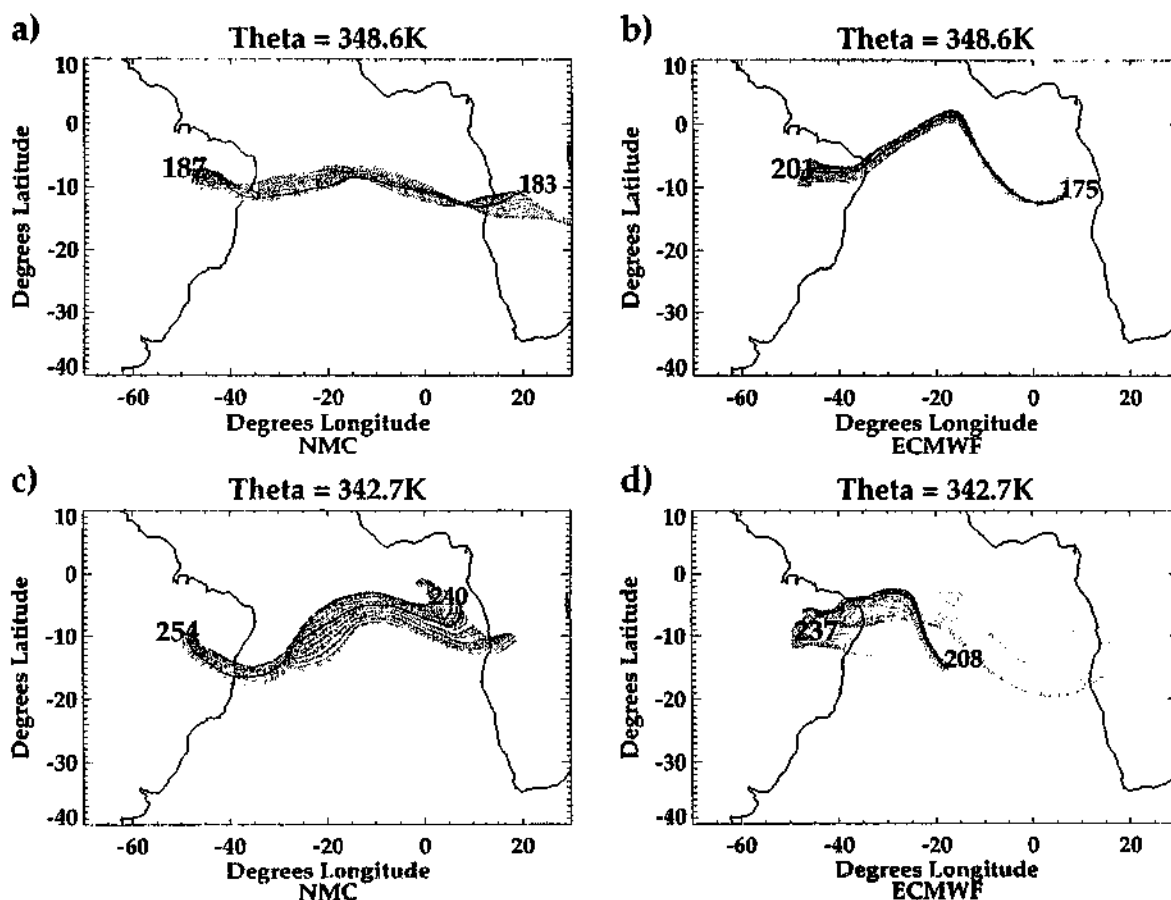 a)
Theta = 348.6K
10
0
-10
-20
-30
-40
Degrees Latitude
187
183
-60
-40
-20
0
20
Degrees Longitude
NMC
b)
Theta = 348.6K
10
0
-10
-20
-30
-40
Degrees Latitude
201
175
-60
-40
-20
0
20
Degrees Longitude
ECMWF
c)
Theta = 342.7K
10
0
-10
-20
-30
-40
Degrees Latitude
254
240
-60
-40
-20
0
20
Degrees Longitude
NMC
d)
Theta = 342.7K
10
0
-10
-20
-30
-40
Degrees Latitude
237
208
-60
-40
-20
0
20
Degrees Longitude
ECMWF